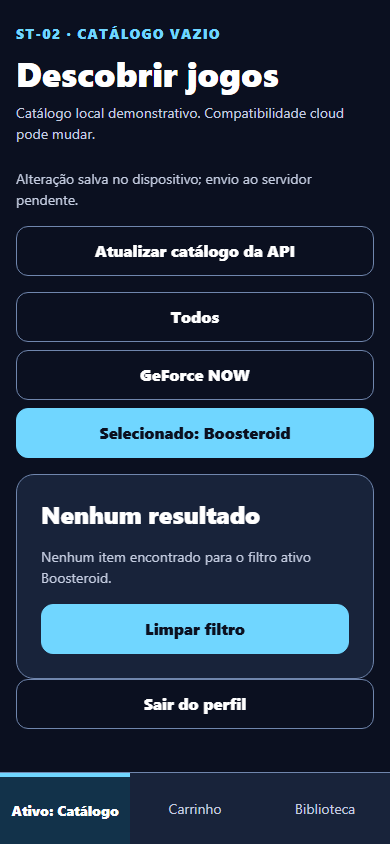 ST-02 · CATÁLOGO VAZIO
Descobrir jogos
Catálogo local demonstrativo. Compatibilidade cloud
pode mudar.
Alteração salva no dispositivo; envio ao servidor
pendente.
Atualizar catálogo da API
Todos
GeForce NOW
Selecionado: Boosteroid
Nenhum resultado
Nenhum item encontrado para o filtro ativo
Boosteroid.
Limpar filtro
Sair do perfil
Ativo: Catálogo
Carrinho
Biblioteca